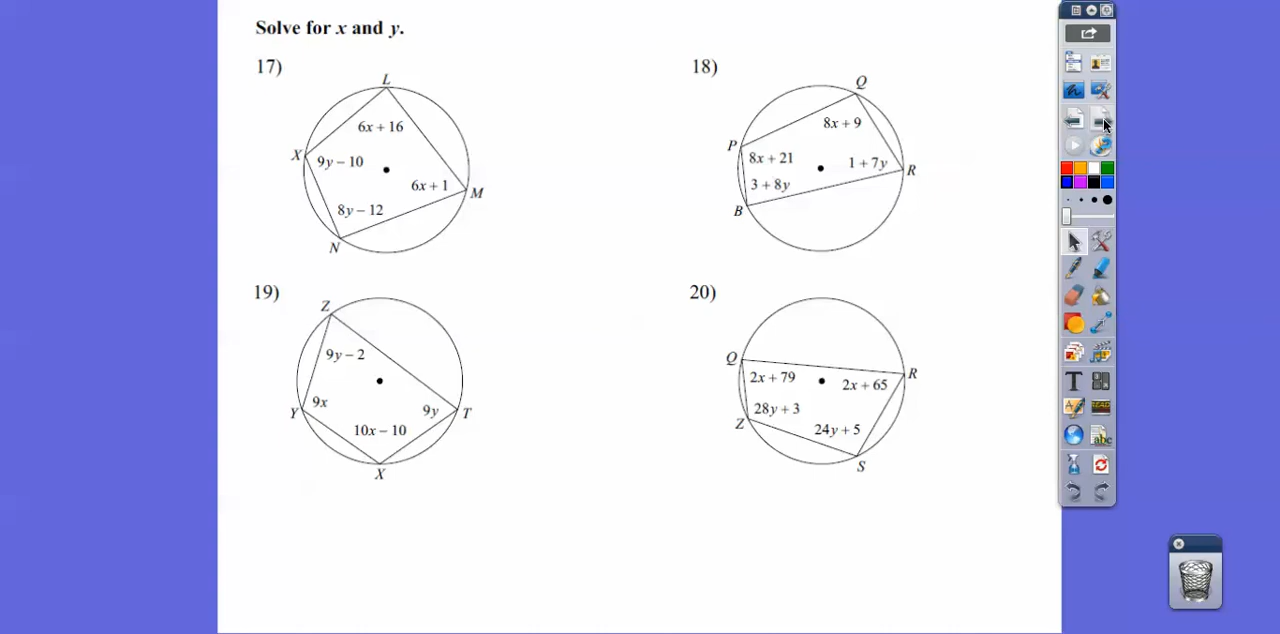 Solve for x and y.
17)
L
6x + 16
X
9y – 10
6x + 1
M
8y – 12
N
18)
Q
8x + 9
P
8x + 21
1 + 7y
R
3 + 8y
B
19)
Z
9y – 2
Y
9x
9y
T
10x – 10
X
20)
Q
2x + 79
2x + 65
R
28y + 3
Z
24y + 5
S
T
abc